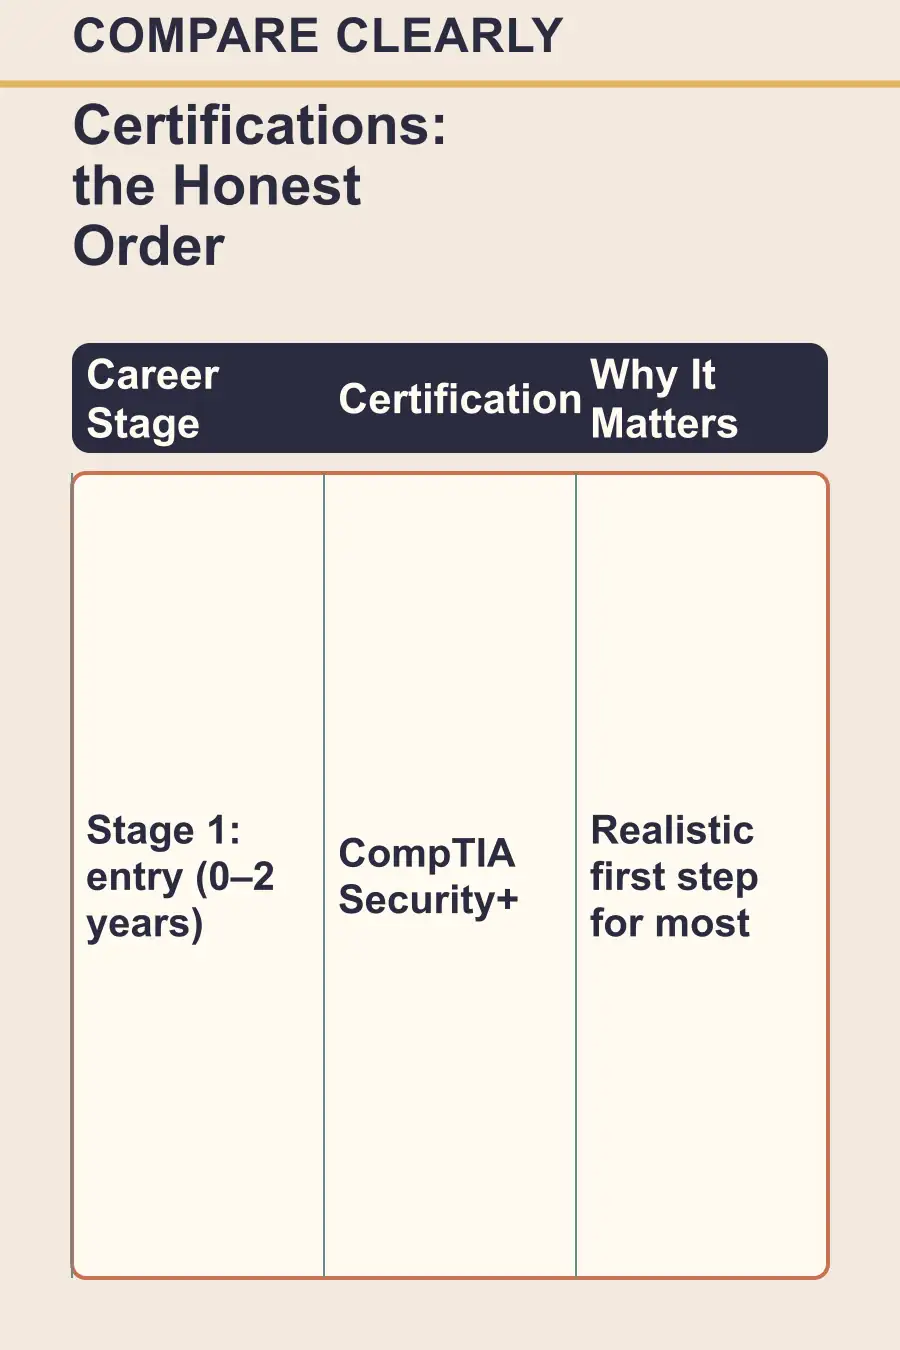 COMPARE CLEARLY
Certifications:
the Honest
Order
Career
Stage
Certification
Why It
Matters
Stage 1:
entry (0–2
years)
CompTIA
Security+
Realistic
first step
for most